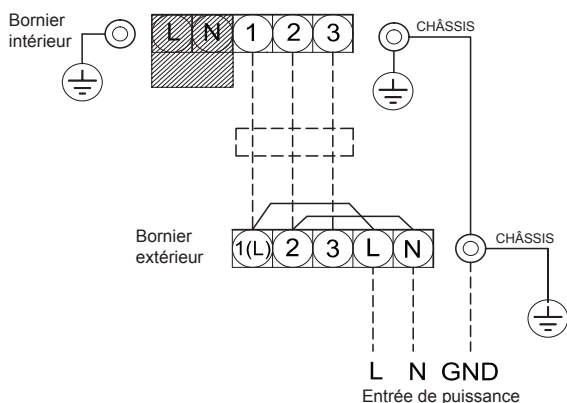 Bornier
intérieur
L N 1 2 3
CHÂSSIS
Bornier
extérieur
1(L) 2 3 L N
CHÂSSIS
L N GND
Entrée de puissance